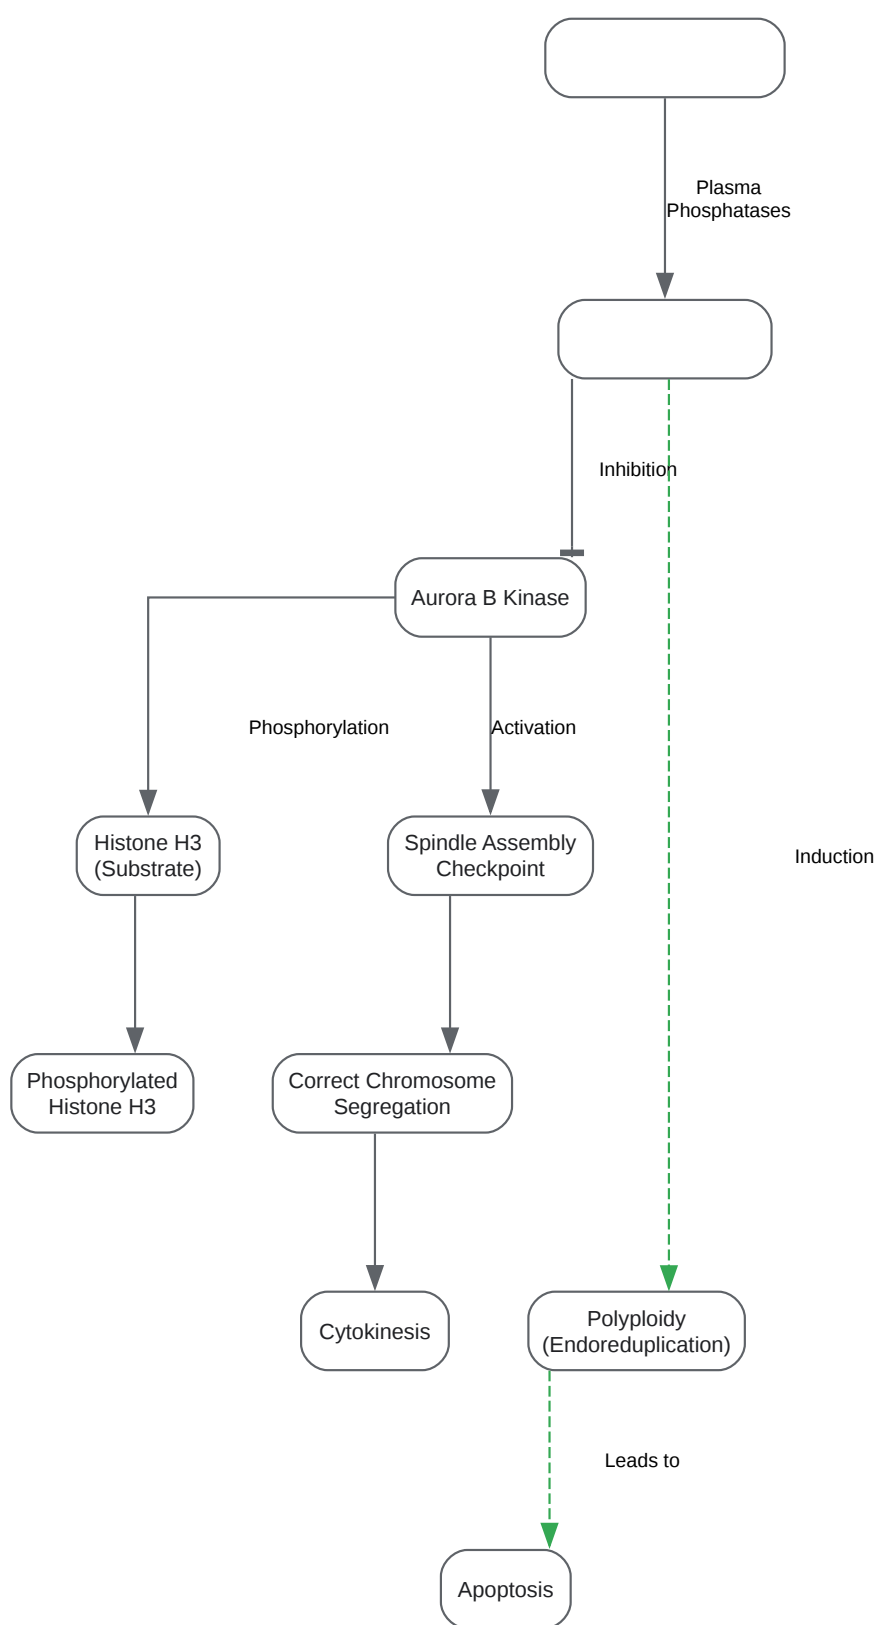 Plasma
Phosphatases
Inhibition
Aurora B Kinase
Phosphorylation
Activation
Histone H3
(Substrate)
Spindle Assembly
Checkpoint
Induction
Phosphorylated
Histone H3
Correct Chromosome
Segregation
Cytokinesis
Polyploidy
(Endoreduplication)
Leads to
Apoptosis